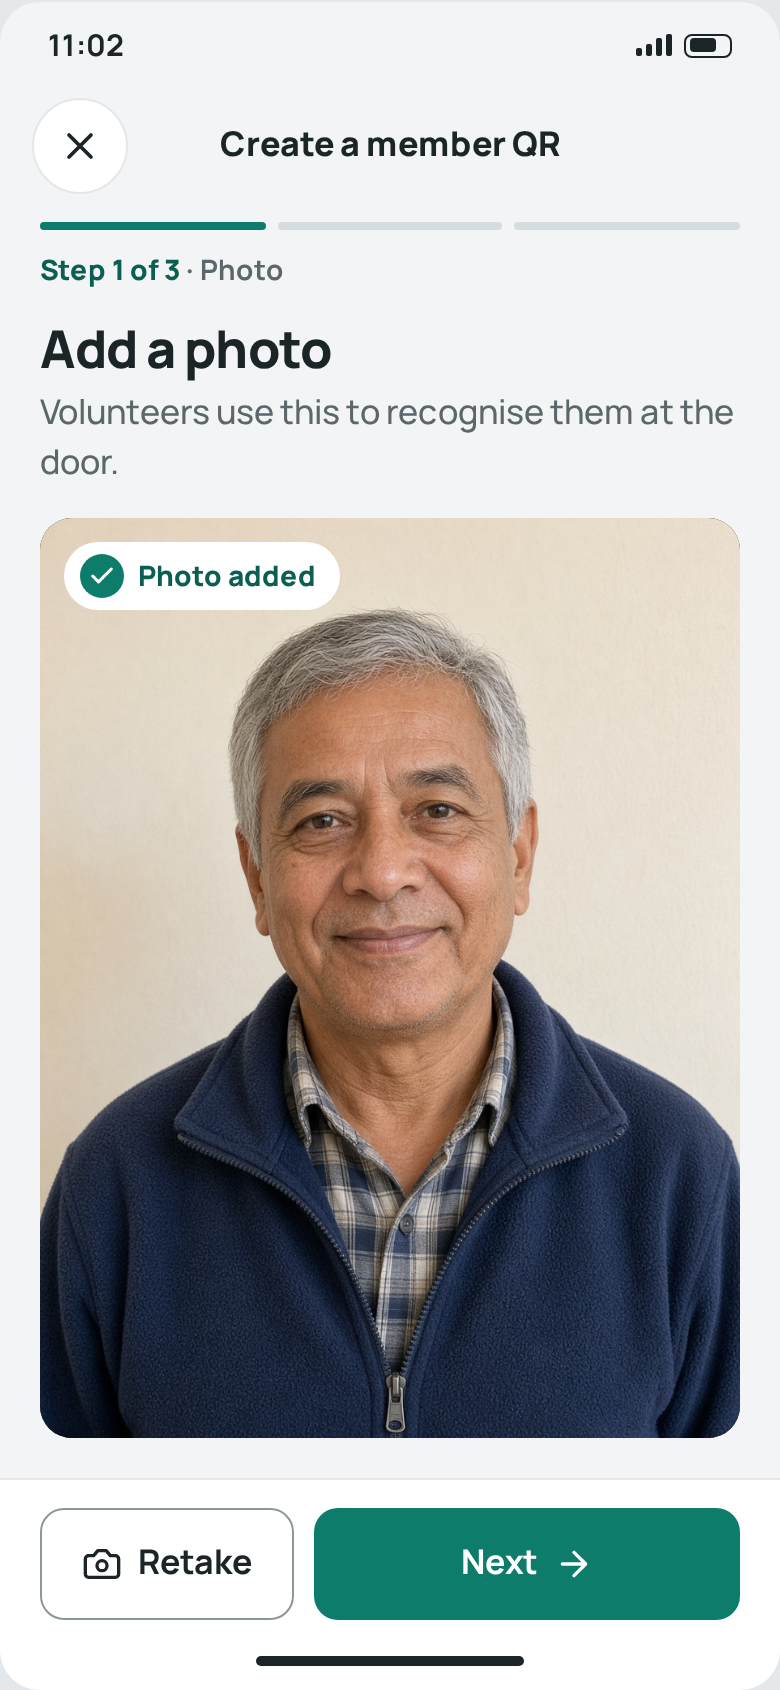 11:02
Create a member QR
Step 1 of 3 · Photo
Add a photo
Volunteers use this to recognise them at the
door.
Photo added
Retake
Next